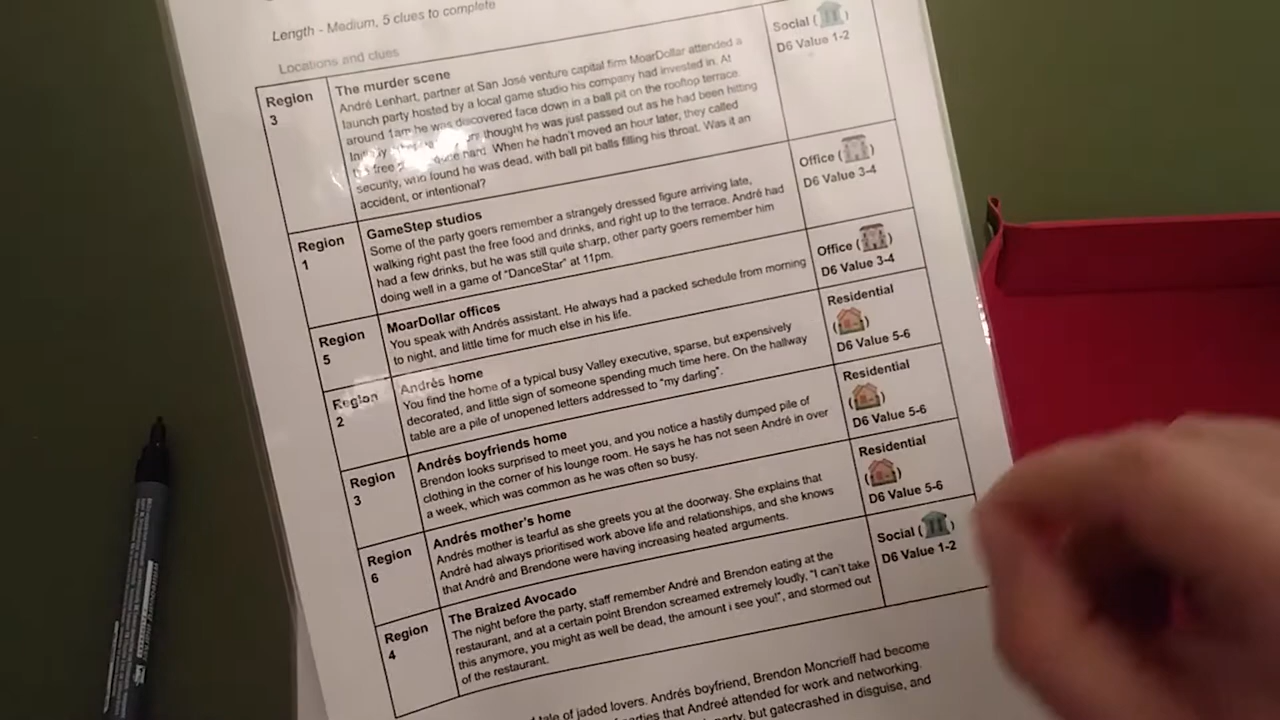 Length - Medium, 5 clues to complete
Locations and clues
Region 3
The murder scene
André Lenhart, partner at San José venture capital firm MoarDollar attended a
launch party hosted by a local game studio his company had invested in. At
around 1am he was discovered face down in a ball pit on the rooftop terrace.
thought he was just passed out as he had been hitting
free hard. When he hadn't moved an hour later, they called
security, who found he was dead, with ball pit balls filling his throat. Was it an
accident, or intentional?
Social ( )
D6 Value 1-2
Region 1
GameStep studios
Some of the party goers remember a strangely dressed figure arriving late,
walking right past the free food and drinks, and right up to the terrace. André had
had a few drinks, but he was still quite sharp, other party goers remember him
doing well in a game of "DanceStar" at 11pm.
Office ( )
D6 Value 3-4
Region 5
MoarDollar offices
You speak with Andrés assistant. He always had a packed schedule from morning
to night, and little time for much else in his life.
Office ( )
D6 Value 3-4
Region 2
Andrés home
You find the home of a typical busy Valley executive, sparse, but expensively
decorated, and little sign of someone spending much time here. On the hallway
table are a pile of unopened letters addressed to "my darling".
Residential
( )
D6 Value 5-6
Region 3
Andrés boyfriends home
Brendon looks surprised to meet you, and you notice a hastily dumped pile of
clothing in the corner of his lounge room. He says he has not seen André in over
a week, which was common as he was often so busy.
Residential
( )
D6 Value 5-6
Region 6
Andrés mother's home
Andrés mother is tearful as she greets you at the doorway. She explains that
André had always prioritised work above life and relationships, and she knows
that André and Brendone were having increasing heated arguments.
Residential
( )
D6 Value 5-6
Region 4
The Braized Avocado
The night before the party, staff remember André and Brendon eating at the
restaurant, and at a certain point Brendon screamed extremely loudly, "I can't take
this anymore, you might as well be dead, the amount i see you!", and stormed out
of the restaurant.
Social ( )
D6 Value 1-2
tale of jaded lovers. Andrés boyfriend, Brendon Moncrieff had become
parties that Andreé attended for work and networking.
party, but gatecrashed in disguise, and